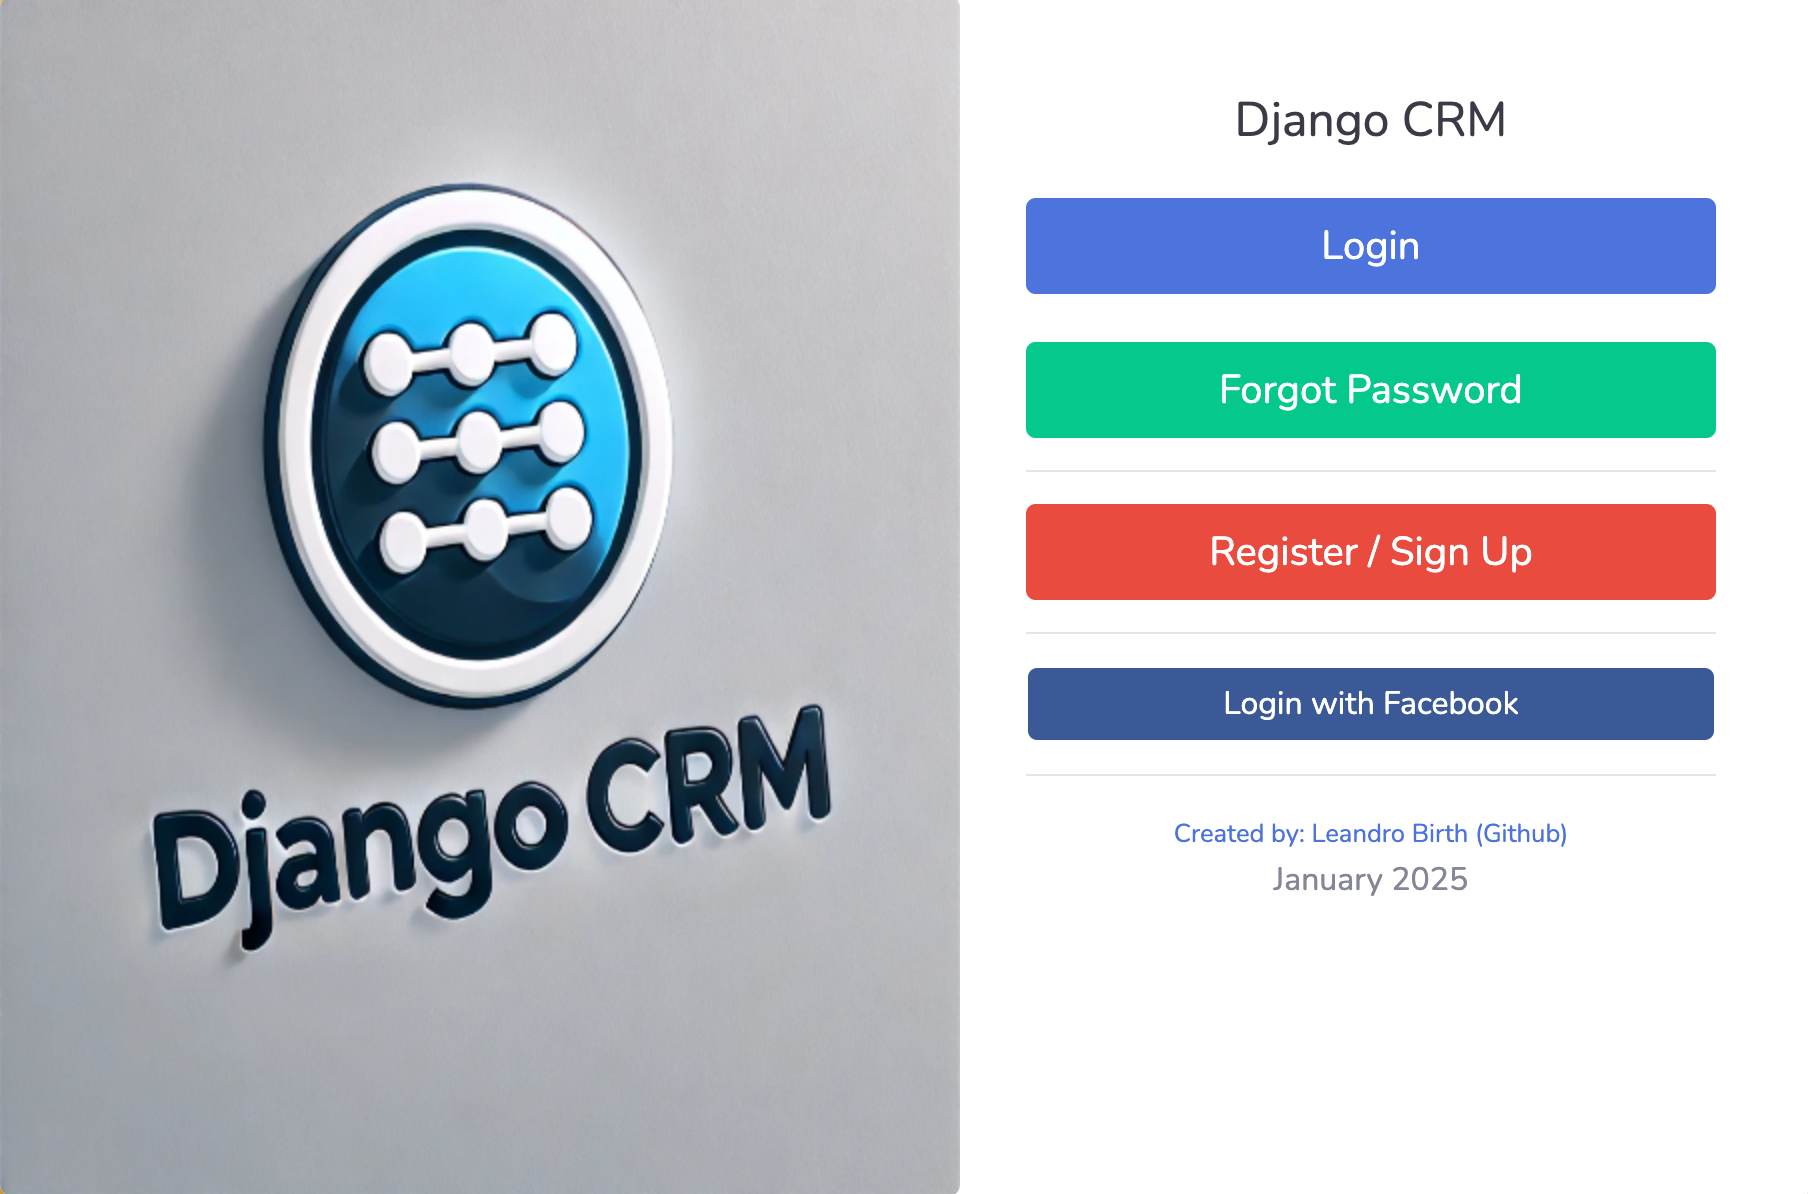 Django CRM
Django CRM
Login
Forgot Password
Register / Sign Up
Login with Facebook
Created by: Leandro Birth (Github)
January 2025